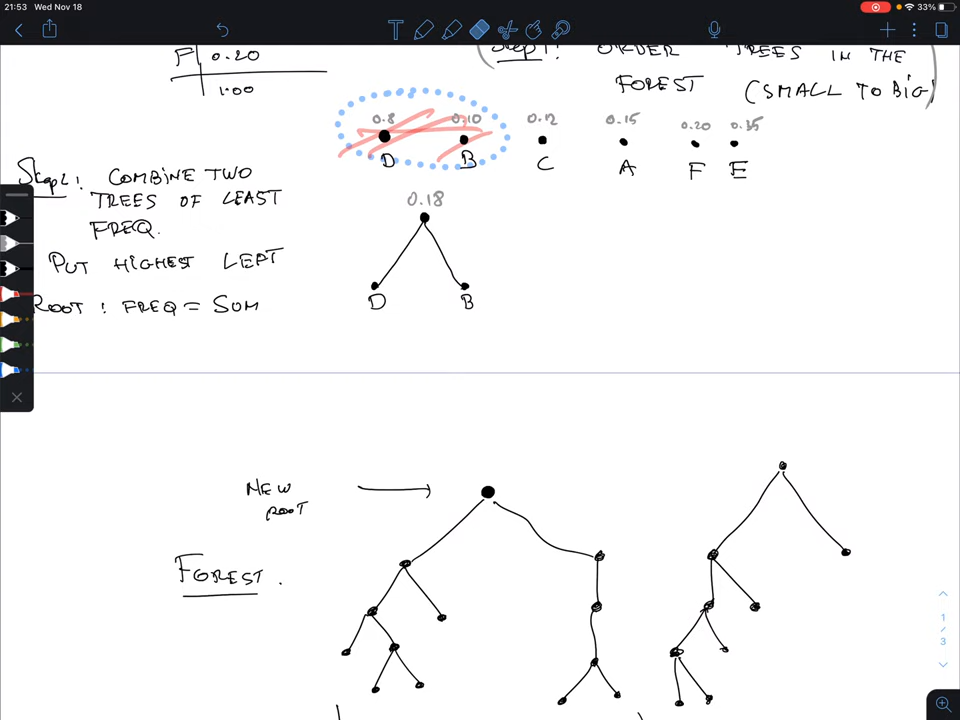 21:53 Wed Nov 18
33%
F 0.20
1.00
Step1: ORDER TREES IN THE
FOREST (SMALL TO BIG)
0.8 0.10 0.12 0.15 0.20 0.35
D B C A F E
COMBINE TWO
TREES OF LEAST
FREQ.
PUT HIGHEST LEFT
ROOT: FREQ = SUM
0.18
D B
NEW
ROOT
FOREST.
1
/
3